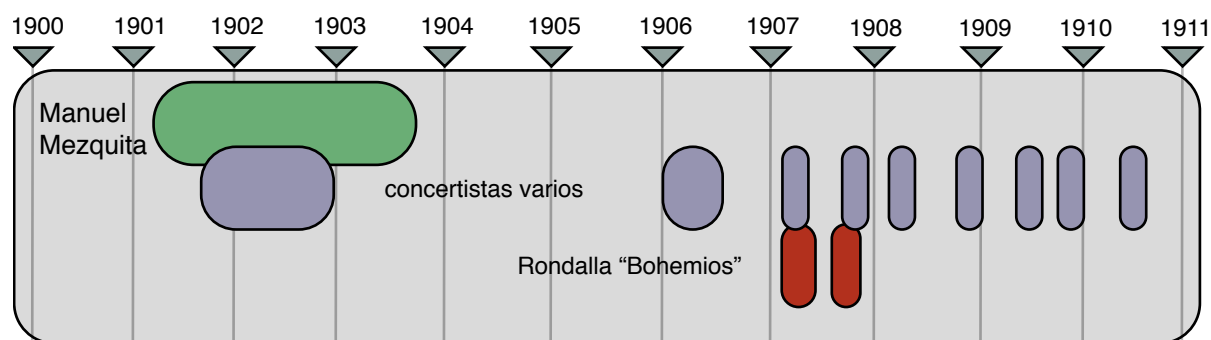 1900 1901 1902 1903 1904 1905 1906 1907 1908 1909 1910 1911
Manuel
Mezquita
concertistas varios
Rondalla “Bohemios”